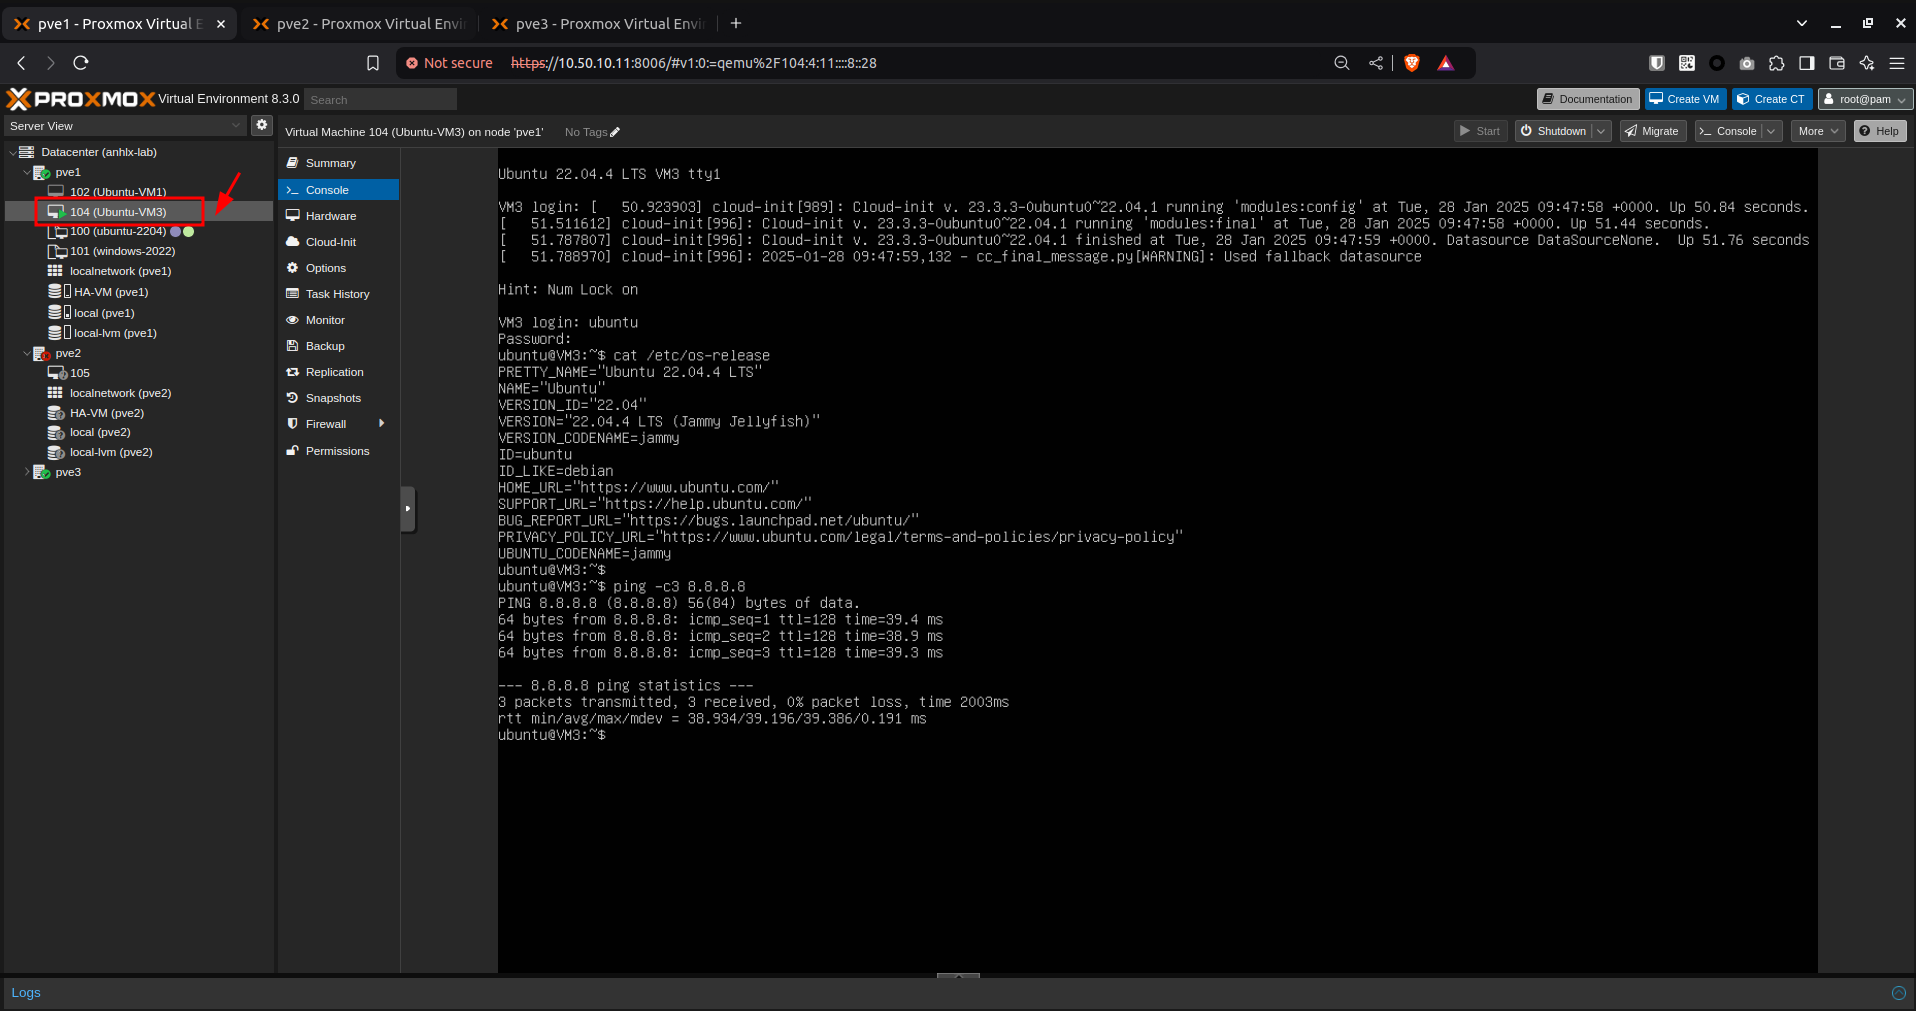 pve1 - Proxmox Virtual E
pve2 - Proxmox Virtual Envi
pve3 - Proxmox Virtual Envi
Not secure
https://10.50.10.11:8006/#v1:0:=qemu%2F104:4:11::::8::28
PROXMOX Virtual Environment 8.3.0
Search
Documentation
Create VM
Create CT
root@pam
Server View
Virtual Machine 104 (Ubuntu-VM3) on node 'pve1'
No Tags
Start
Shutdown
Migrate
Console
More
Help
Datacenter (anhlx-lab)
pve1
102 (Ubuntu-VM1)
104 (Ubuntu-VM3)
100 (ubuntu-2204)
101 (windows-2022)
localnetwork (pve1)
HA-VM (pve1)
local (pve1)
local-lvm (pve1)
pve2
105
localnetwork (pve2)
HA-VM (pve2)
local (pve2)
local-lvm (pve2)
pve3
Summary
Console
Hardware
Cloud-Init
Options
Task History
Monitor
Backup
Replication
Snapshots
Firewall
Permissions
Ubuntu 22.04.4 LTS VM3 tty1
VM3 login: [   50.923903] cloud-init[989]: Cloud-init v. 23.3.3-0ubuntu0~22.04.1 running 'modules:config' at Tue, 28 Jan 2025 09:47:58 +0000. Up 50.84 seconds.
[   51.511612] cloud-init[996]: Cloud-init v. 23.3.3-0ubuntu0~22.04.1 running 'modules:final' at Tue, 28 Jan 2025 09:47:58 +0000. Up 51.44 seconds.
[   51.787807] cloud-init[996]: Cloud-init v. 23.3.3-0ubuntu0~22.04.1 finished at Tue, 28 Jan 2025 09:47:59 +0000. Datasource DataSourceNone.  Up 51.76 seconds
[   51.788970] cloud-init[996]: 2025-01-28 09:47:59,132 - cc_final_message.py[WARNING]: Used fallback datasource
Hint: Num Lock on
VM3 login: ubuntu
Password:
ubuntu@VM3:~$ cat /etc/os-release
PRETTY_NAME="Ubuntu 22.04.4 LTS"
NAME="Ubuntu"
VERSION_ID="22.04"
VERSION="22.04.4 LTS (Jammy Jellyfish)"
VERSION_CODENAME=jammy
ID=ubuntu
ID_LIKE=debian
HOME_URL="https://www.ubuntu.com/"
SUPPORT_URL="https://help.ubuntu.com/"
BUG_REPORT_URL="https://bugs.launchpad.net/ubuntu/"
PRIVACY_POLICY_URL="https://www.ubuntu.com/legal/terms-and-policies/privacy-policy"
UBUNTU_CODENAME=jammy
ubuntu@VM3:~$
ubuntu@VM3:~$ ping -c3 8.8.8.8
PING 8.8.8.8 (8.8.8.8) 56(84) bytes of data.
64 bytes from 8.8.8.8: icmp_seq=1 ttl=128 time=39.4 ms
64 bytes from 8.8.8.8: icmp_seq=2 ttl=128 time=38.9 ms
64 bytes from 8.8.8.8: icmp_seq=3 ttl=128 time=39.3 ms
--- 8.8.8.8 ping statistics ---
3 packets transmitted, 3 received, 0% packet loss, time 2003ms
rtt min/avg/max/mdev = 38.934/39.196/39.386/0.191 ms
ubuntu@VM3:~$
Logs